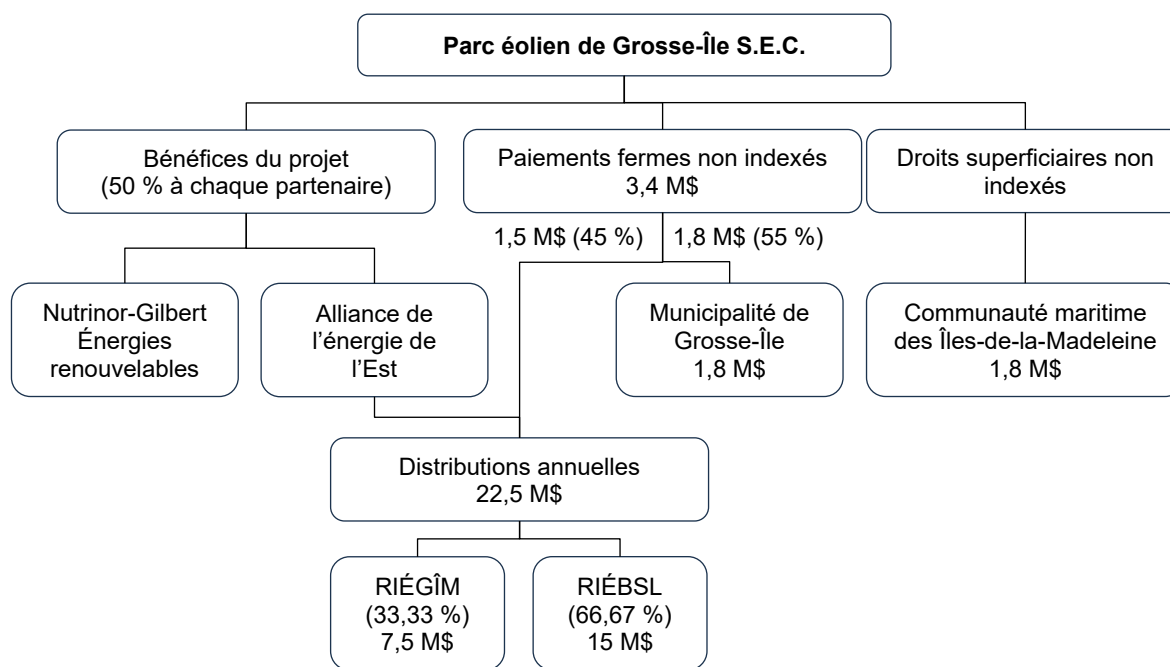 Parc éolien de Grosse-Île S.E.C.
Bénéfices du projet
(50 % à chaque partenaire)
Paiements fermes non indexés
3,4 M$
Droits superficiaires non
indexés
1,5 M$ (45 %)
1,8 M$ (55 %)
Nutrinor-Gilbert
Énergies
renouvelables
Alliance de
l'énergie de
l'Est
Municipalité de
Grosse-Île
1,8 M$
Communauté maritime
des Îles-de-la-Madeleine
1,8 M$
Distributions annuelles
22,5 M$
RIÉGÎM
(33,33 %)
7,5 M$
RIÉBSL
(66,67 %)
15 M$